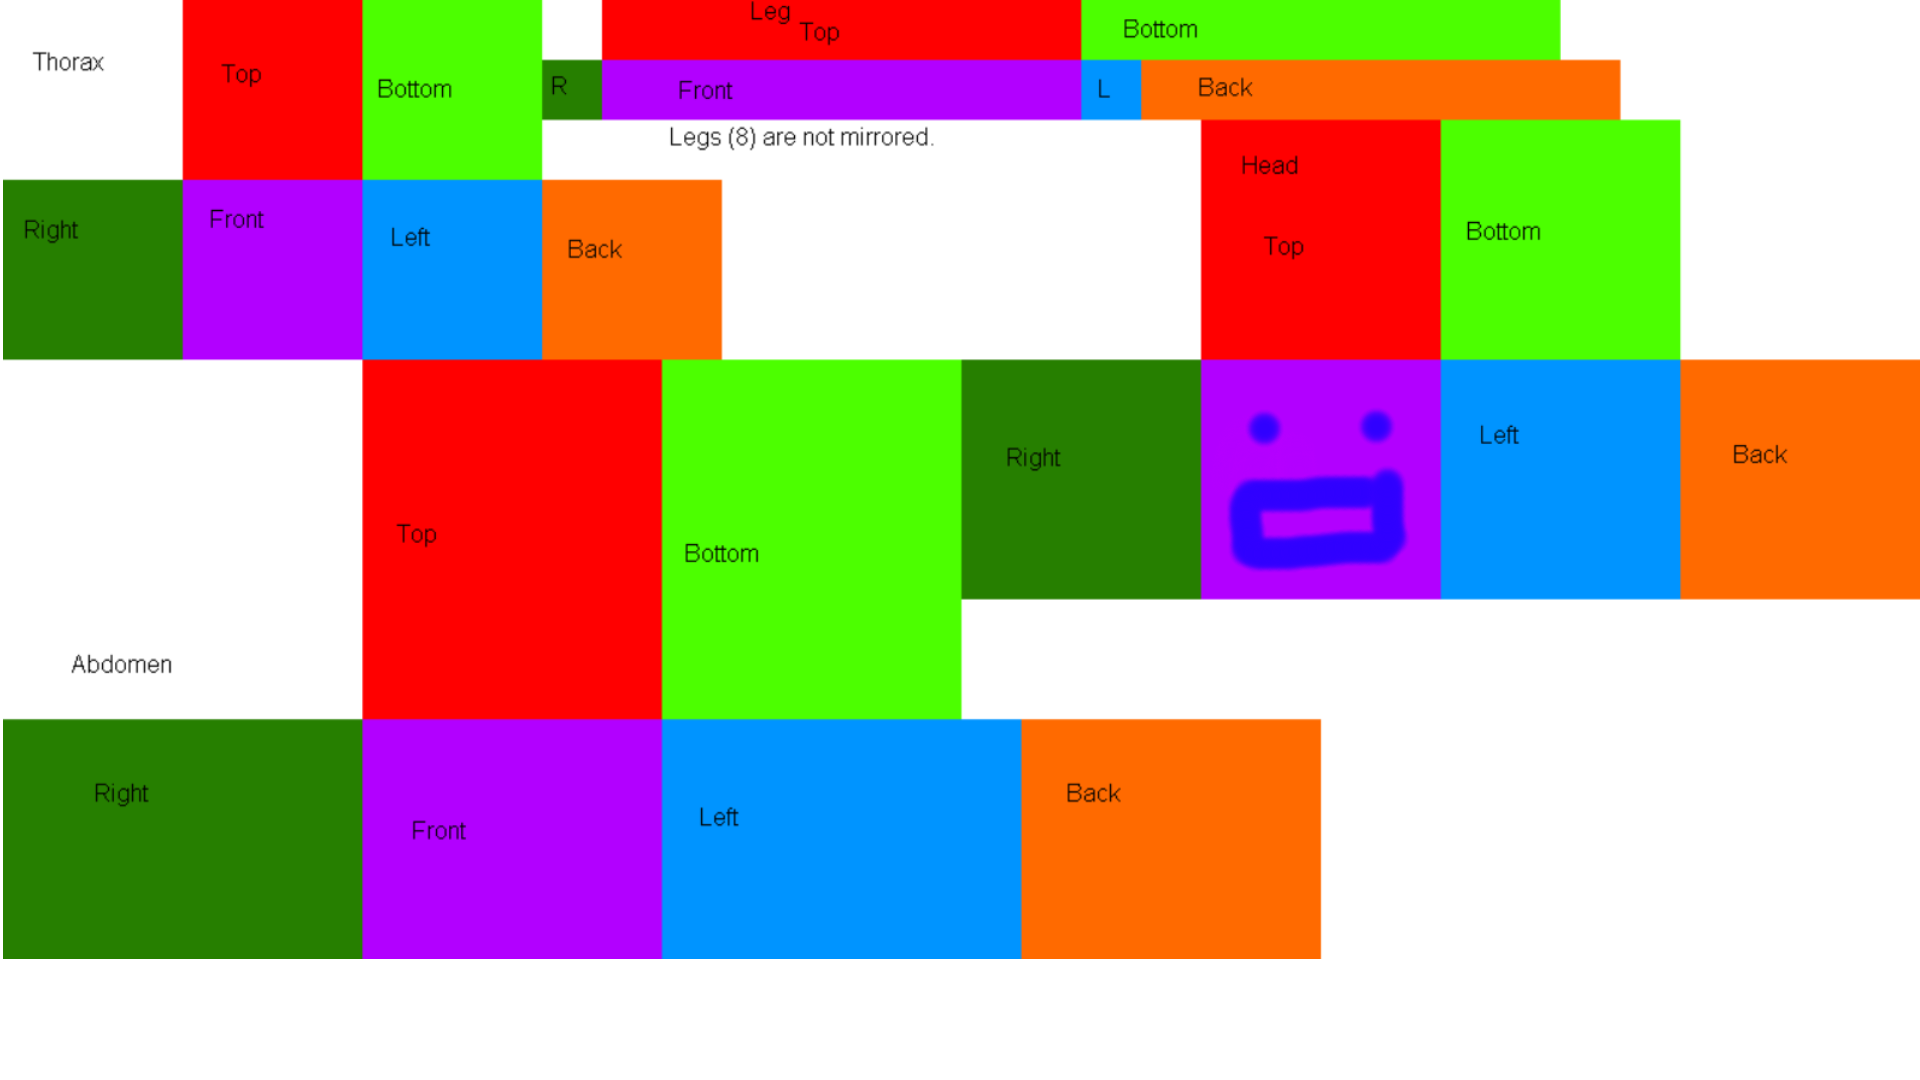 Leg
Top
Bottom
Thorax
Top
Bottom
R
Front
L
Back
Legs (8) are not mirrored.
Head
Top
Bottom
Right
Front
Left
Back
Right
Left
Back
Top
Bottom
Abdomen
Right
Front
Left
Back